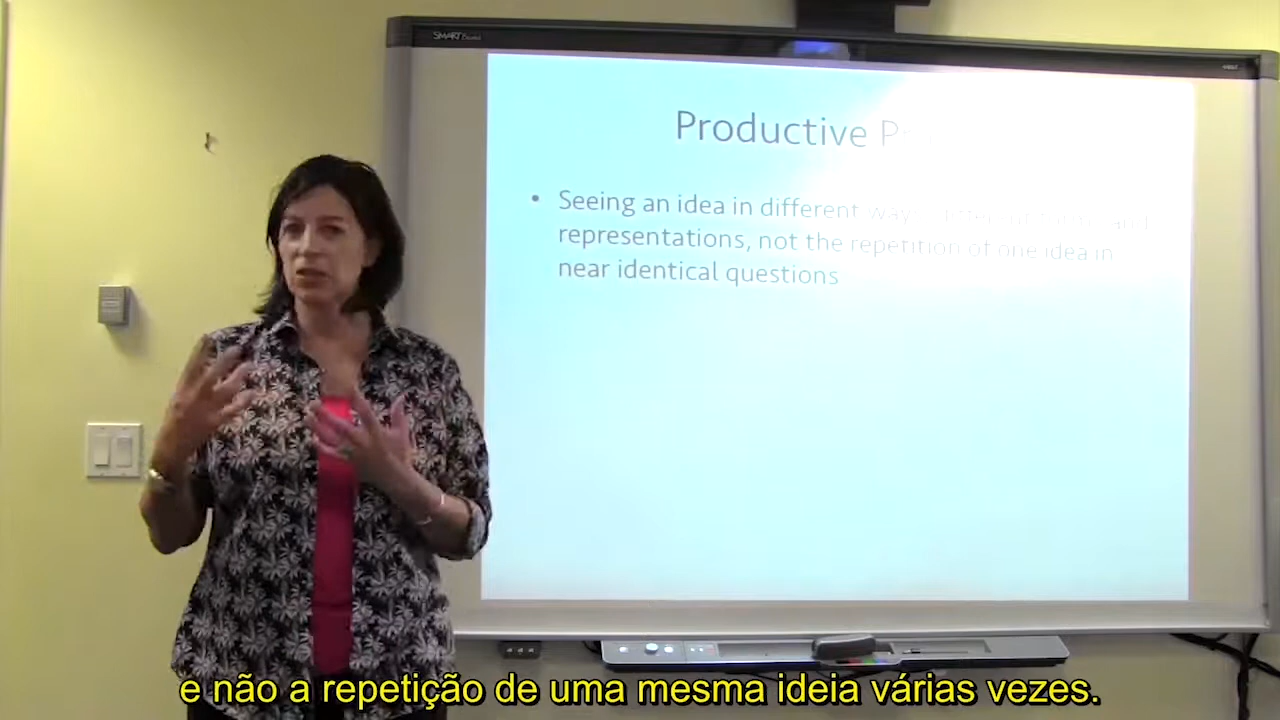 SMART Board
Productive
Seeing an idea in different ways
representations, not the repetition of one idea in
near identical questions
e não a repetição de uma mesma ideia várias vezes.